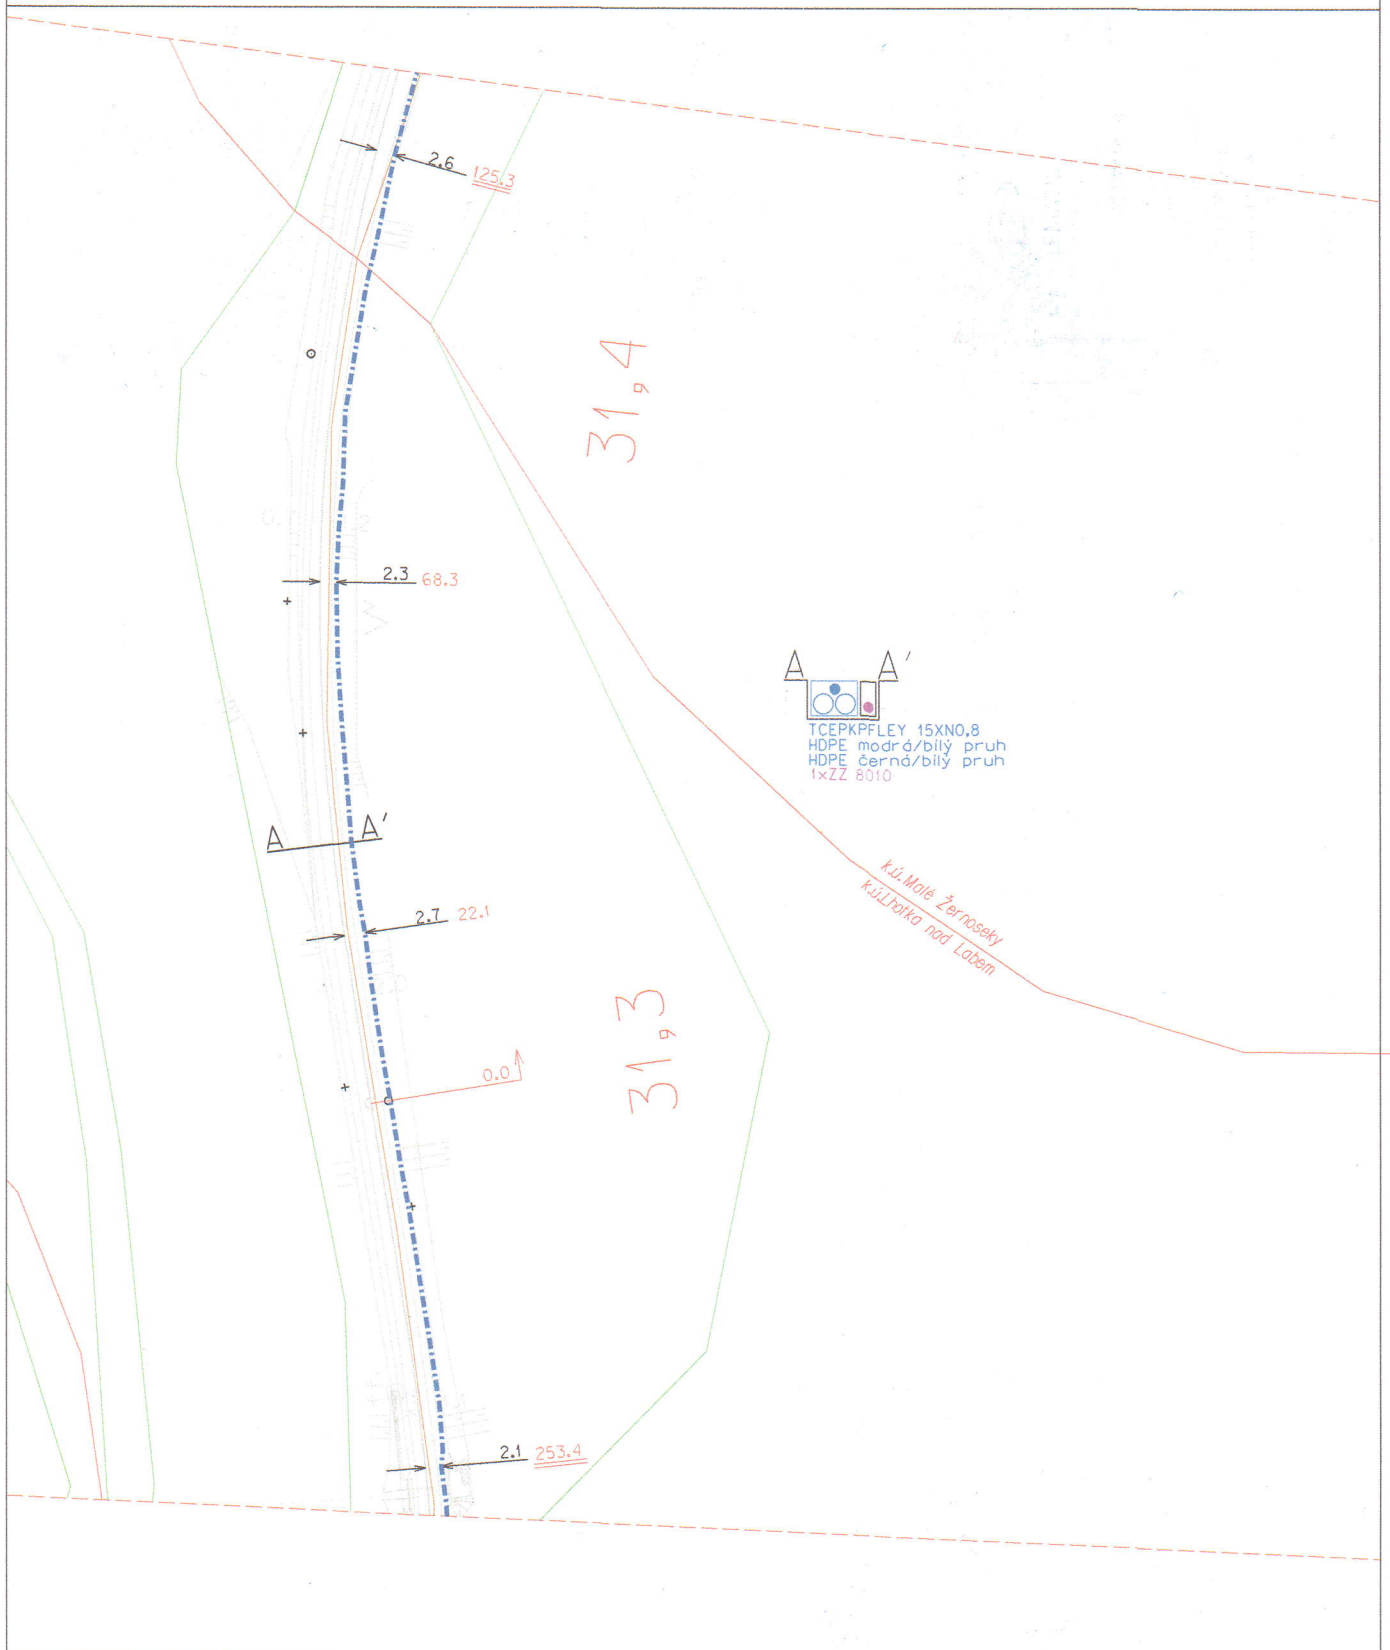 2.6 125.3
31,4
2.3 68.3
A A'
TCEPKPFLEY 15XN0,8
HDPE modrá/bílý pruh
HDPE černá/bílý pruh
1xZZ 8010
A A'
k.ú.Malé Žernoseky
k.ú.Lhotka nad Labem
2.7 22.1
31,3
0.0
2.1 253.4